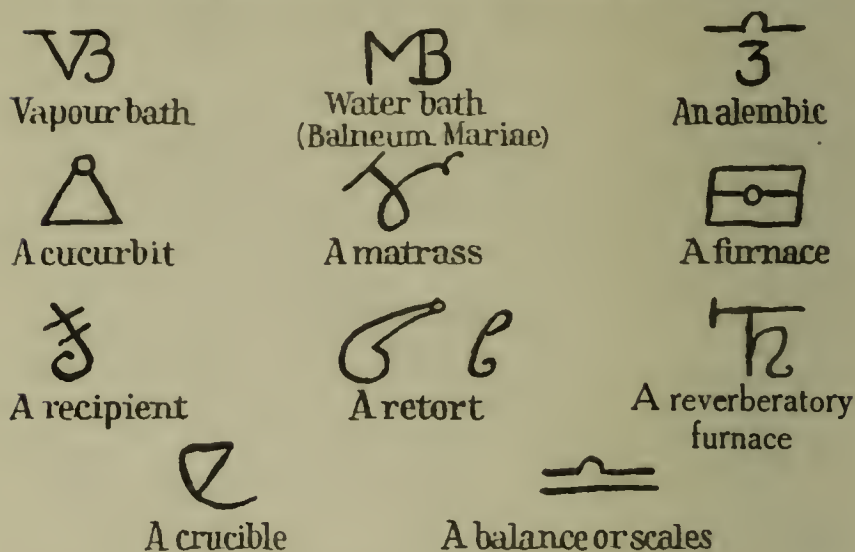 VB MB
3
Vapour bath Water bath An alembic
(Balneum Mariae)
A cucurbit A matrass A furnace
A recipient A retort A reverberatory
furnace
A crucible A balance or scales